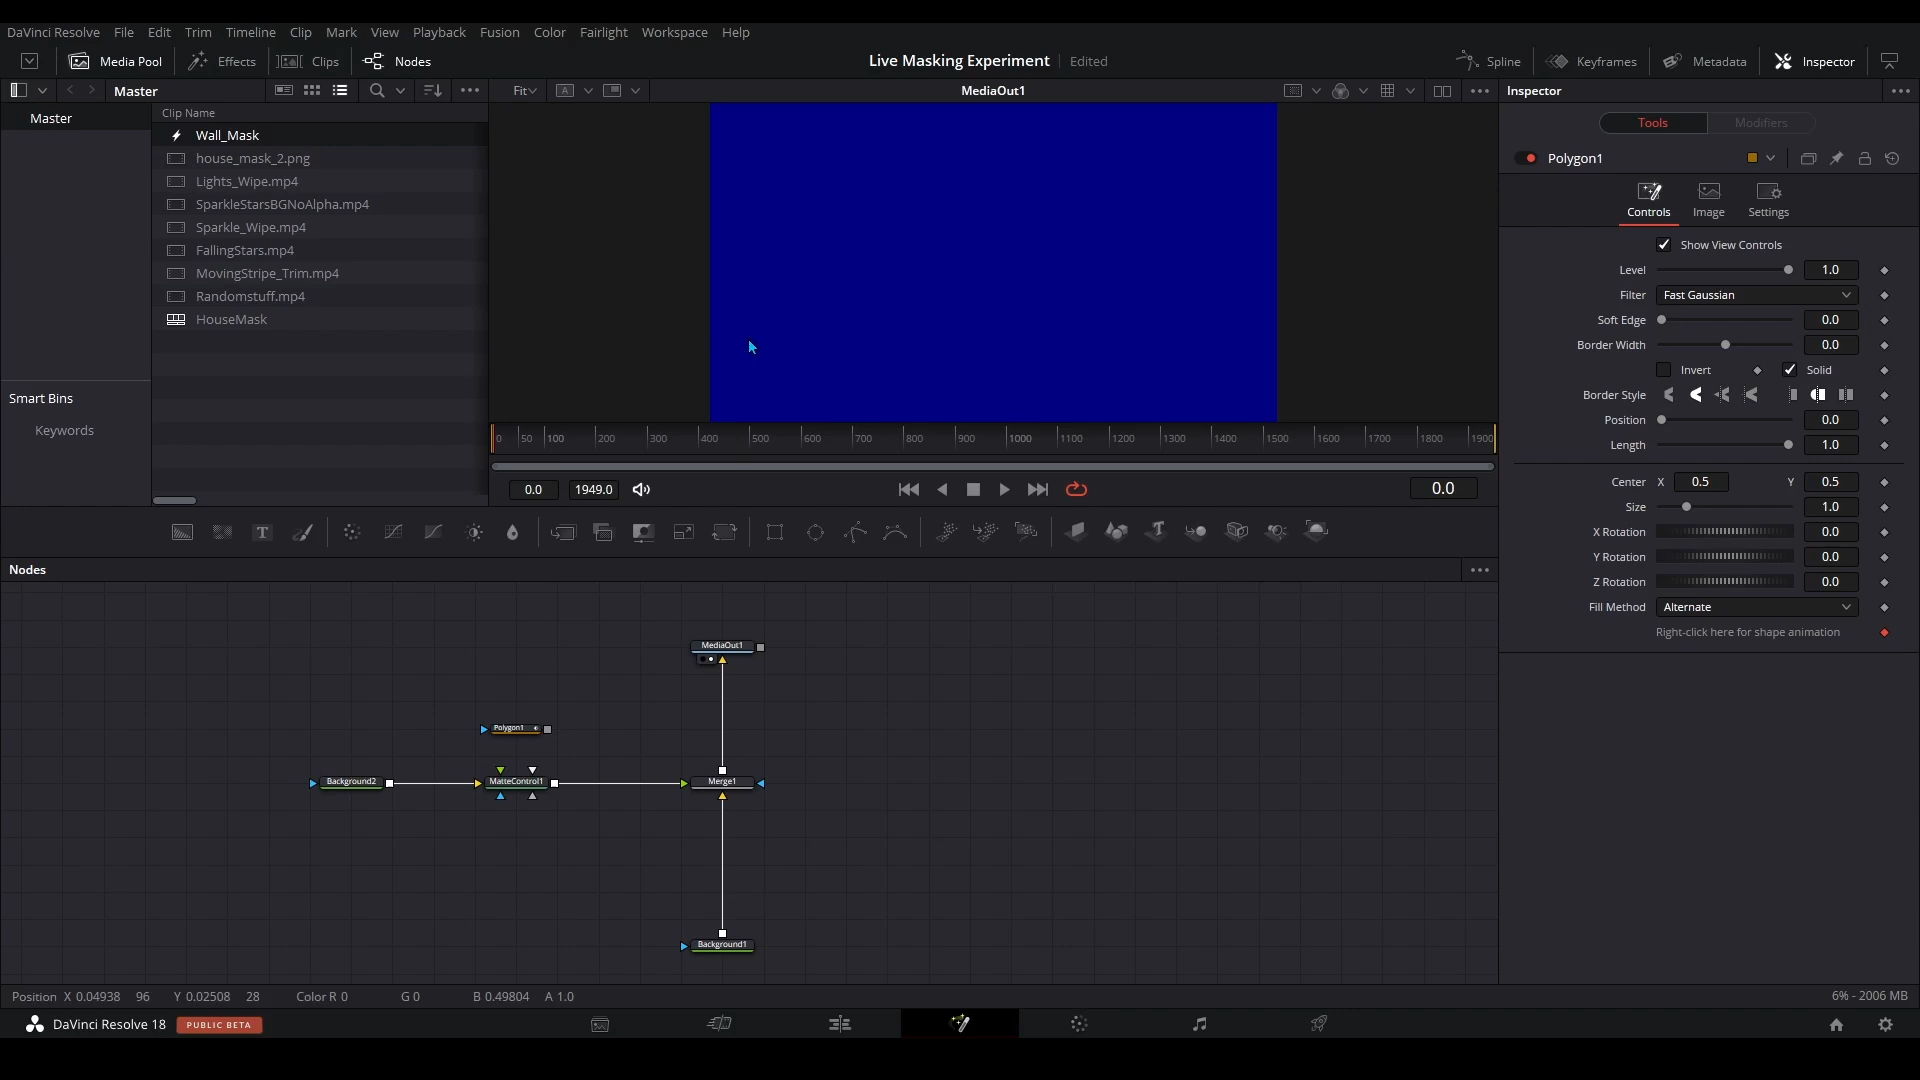 DaVinci Resolve File Edit Trim Timeline Clip Mark View Playback Fusion Color Fairlight Workspace Help
Media Pool Effects Clips Nodes Live Masking Experiment Edited Spline Keyframes Metadata Inspector
Master Fit A MediaOut1 Inspector
Master
Clip Name
Wall_Mask
house_mask_2.png
Lights_Wipe.mp4
SparkleStarsBGNoAlpha.mp4
Sparkle_Wipe.mp4
FallingStars.mp4
MovingStripe_Trim.mp4
Randomstuff.mp4
HouseMask
Smart Bins
Keywords
0 50 100 200 300 400 500 600 700 800 900 1000 1100 1200 1300 1400 1500 1600 1700 1800 1900
0.0 1949.0 0.0
T T
Tools Modifiers
Polygon1
Controls Image Settings
Show View Controls
Level 1.0
Filter Fast Gaussian
Soft Edge 0.0
Border Width 0.0
Invert Solid
Border Style
Position 0.0
Length 1.0
Center X 0.5 Y 0.5
Size 1.0
X Rotation 0.0
Y Rotation 0.0
Z Rotation 0.0
Fill Method Alternate
Right-click here for shape animation
Nodes
MediaOut1
Polygon1
Background2 MatteControl1 Merge1
Background1
Position X 0.04938 96 Y 0.02508 28 Color R 0 G 0 B 0.49804 A 1.0 6% - 2006 MB
DaVinci Resolve 18 PUBLIC BETA